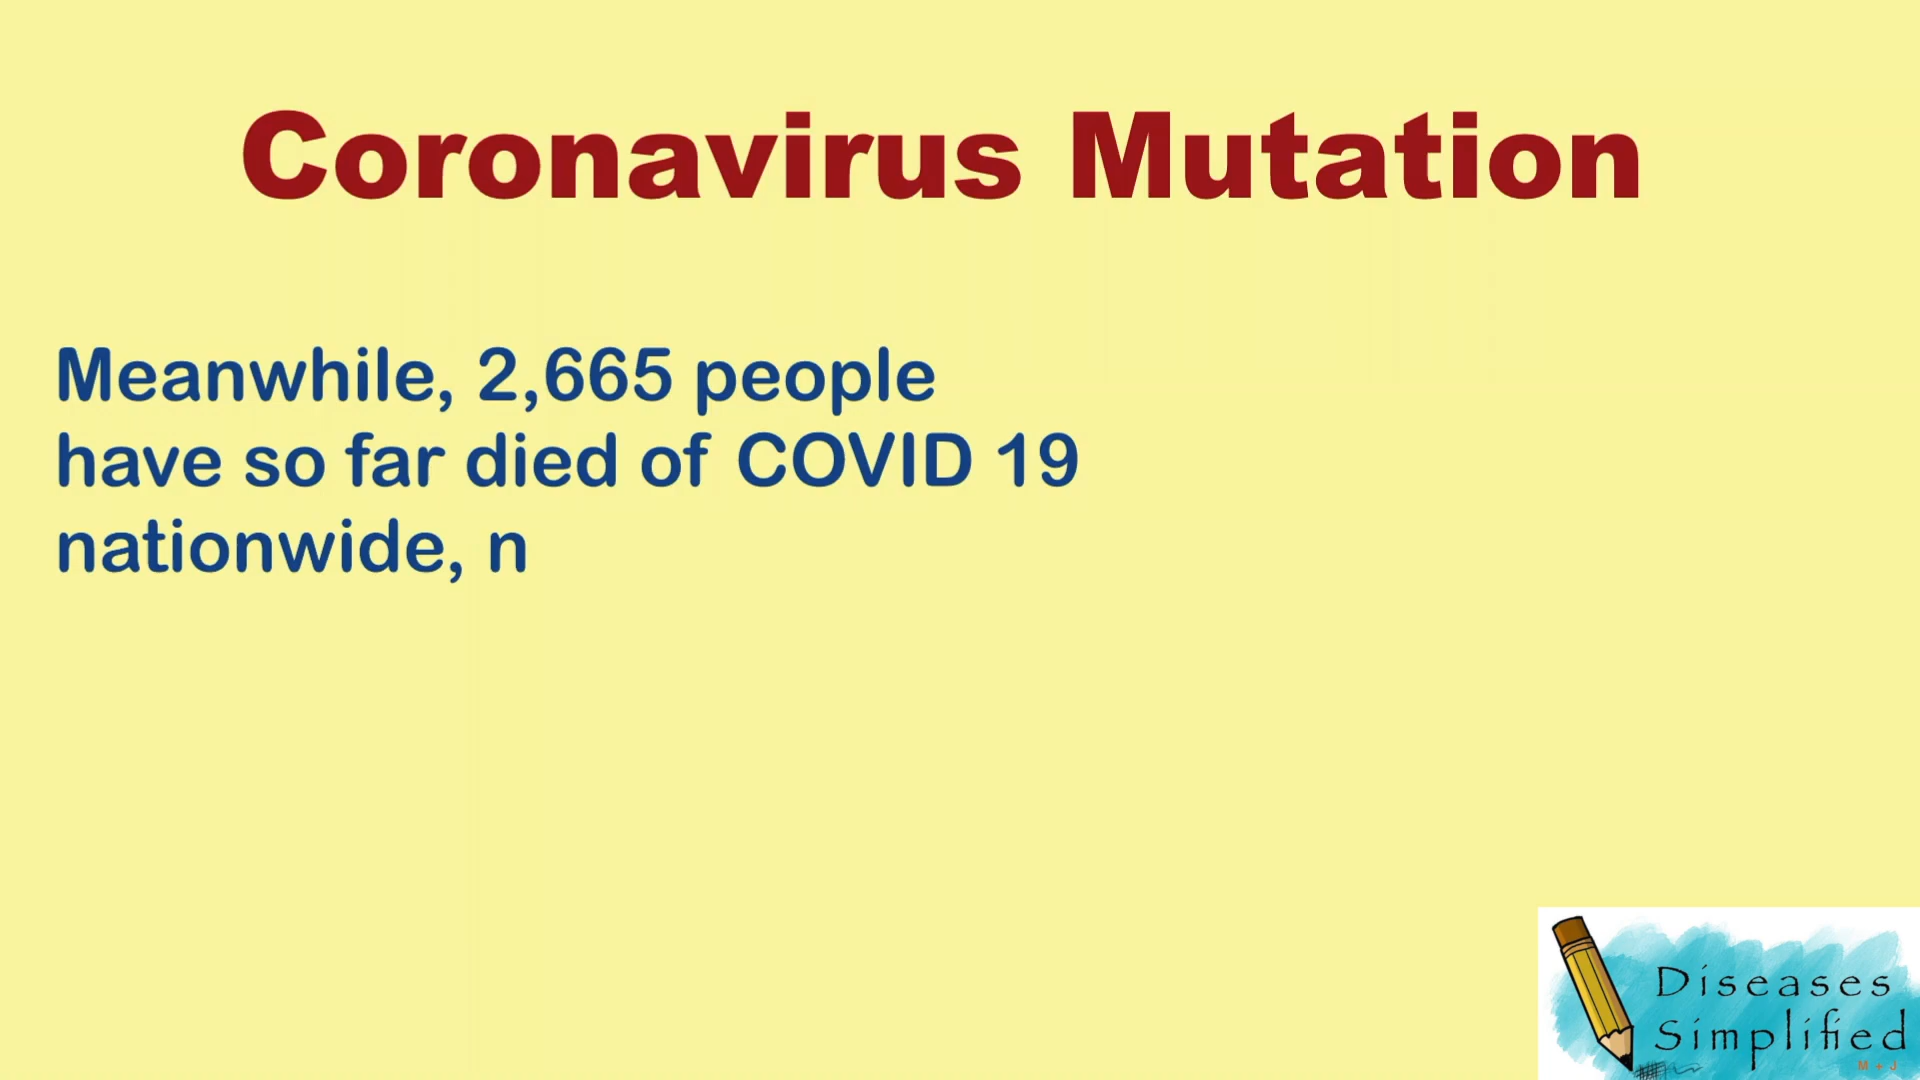 Coronavirus Mutation
Meanwhile, 2,665 people
have so far died of COVID 19
nationwide, n
Diseases
Simplified
M + J